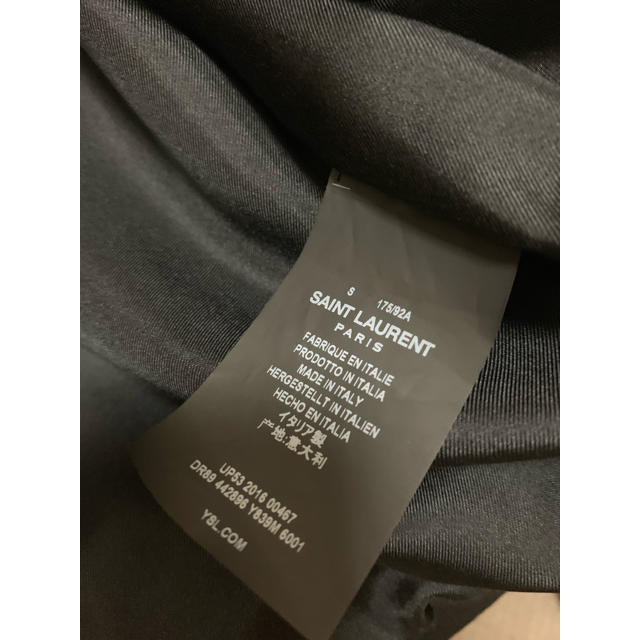 S 175/92A
SAINT LAURENT
PARIS
FABRIQUE EN ITALIE
PRODOTTO IN ITALIA
MADE IN ITALY
HERGESTELLT IN ITALIEN
HECHO EN ITALIA
イタリア製
产地:意大利
UP53 2016 00467
DR89 442896 Y839M 6001
YSL.COM